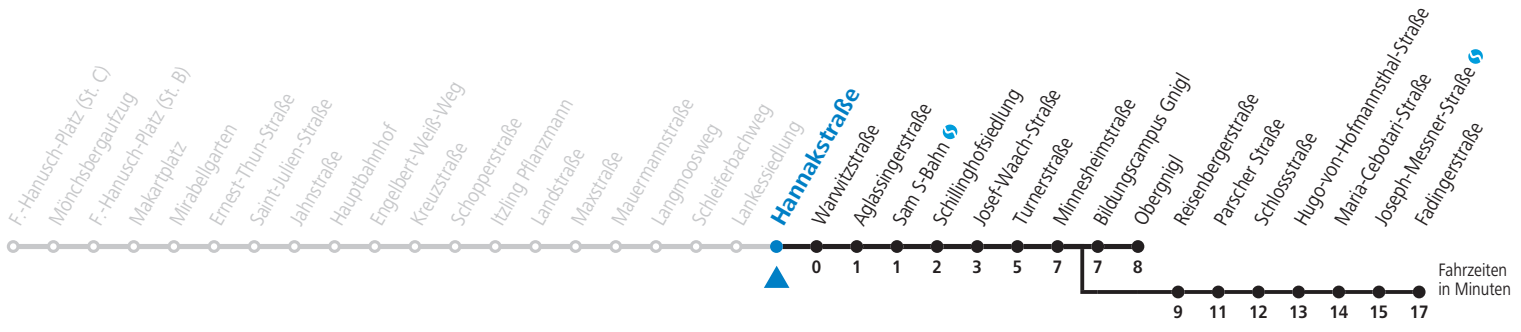 F.-Hanusch-Platz (St. C)
Mönchsbergaufzug
F.-Hanusch-Platz (St. B)
Makartplatz
Mirabellgarten
Ernest-Thun-Straße
Saint-Julien-Straße
Jahnstraße
Hauptbahnhof
Engelbert-Weiß-Weg
Kreuzstraße
Schopperstraße
Itzling Pflanzmann
Landstraße
Maxstraße
Mauermannstraße
Langmoosweg
Schleiferbachweg
Lankessiedlung
Hannakstraße
Warwitzstraße
Aglassingerstraße
Sam S-Bahn
Schillinghofsiedlung
Josef-Waach-Straße
Turnerstraße
Minnesheimstraße
Bildungscampus Gnigl
Obergnigl
Reisenbergerstraße
Parscher Straße
Schlossstraße
Hugo-von-Hofmannsthal-Straße
Maria-Cebotari-Straße
Joseph-Messner-Straße
Fadingerstraße
0 1 1 2 3 5 7 7 8
9 11 12 13 14 15 17
Fahrzeiten
in Minuten